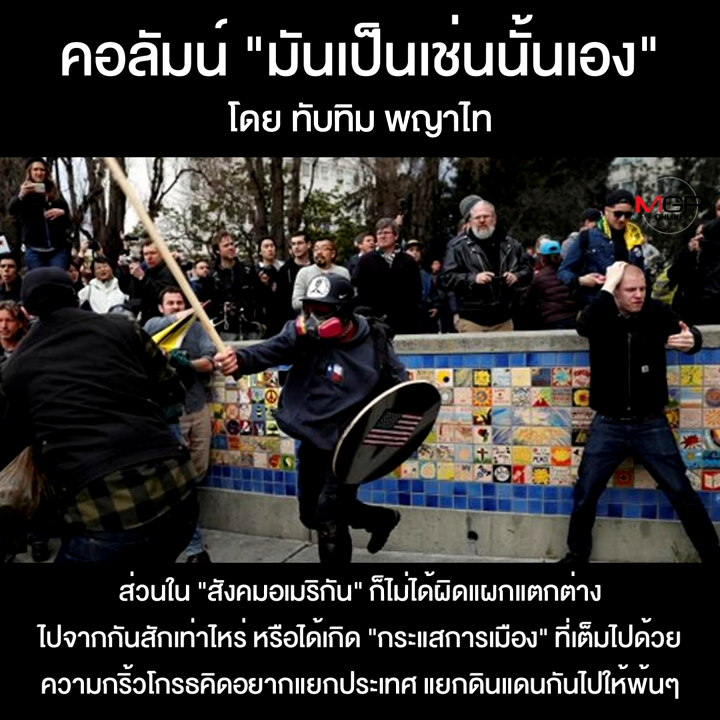 คอลัมน์ "มันเป็นเช่นนั้นเอง"
โดย ทับทิม พญาไท
MGR
ONLINE
ส่วนใน "สังคมอเมริกัน" ก็ไม่ได้ผิดแผกแตกต่าง
ไปจากกันสักเท่าไหร่ หรือได้เกิด "กระแสการเมือง" ที่เต็มไปด้วย
ความกริ้วโกรธคิดอยากแยกประเทศ แยกดินแดนกันไปให้พ้นๆ